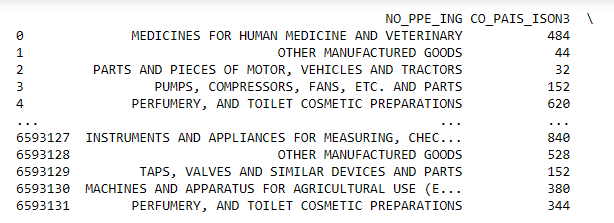 NO_PPE_ING CO_PAIS_ISON3 \
0 MEDICINES FOR HUMAN MEDICINE AND VETERINARY 484
1 OTHER MANUFACTURED GOODS 44
2 PARTS AND PIECES OF MOTOR, VEHICLES AND TRACTORS 32
3 PUMPS, COMPRESSORS, FANS, ETC. AND PARTS 152
4 PERFUMERY, AND TOILET COSMETIC PREPARATIONS 620
... ... ...
6593127 INSTRUMENTS AND APPLIANCES FOR MEASURING, CHEC... 840
6593128 OTHER MANUFACTURED GOODS 528
6593129 TAPS, VALVES AND SIMILAR DEVICES AND PARTS 152
6593130 MACHINES AND APPARATUS FOR AGRICULTURAL USE (E... 380
6593131 PERFUMERY, AND TOILET COSMETIC PREPARATIONS 344